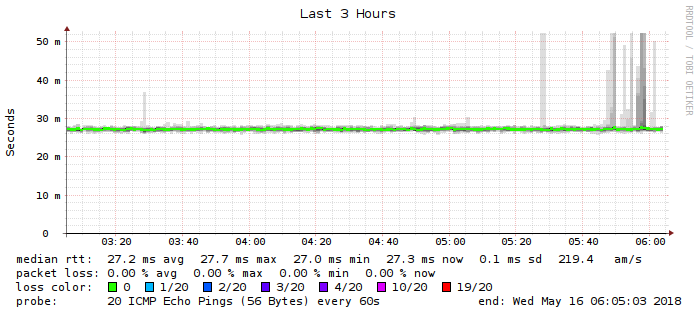 Last 3 Hours
RRDTOOL / TOBI OETIKER
Seconds
50 m
40 m
30 m
20 m
10 m
0
03:20 03:40 04:00 04:20 04:40 05:00 05:20 05:40 06:00
median rtt: 27.2 ms avg 27.7 ms max 27.0 ms min 27.3 ms now 0.1 ms sd 219.4 am/s
packet loss: 0.00 % avg 0.00 % max 0.00 % min 0.00 % now
loss color: 0 1/20 2/20 3/20 4/20 10/20 19/20
probe: 20 ICMP Echo Pings (56 Bytes) every 60s end: Wed May 16 06:05:03 2018